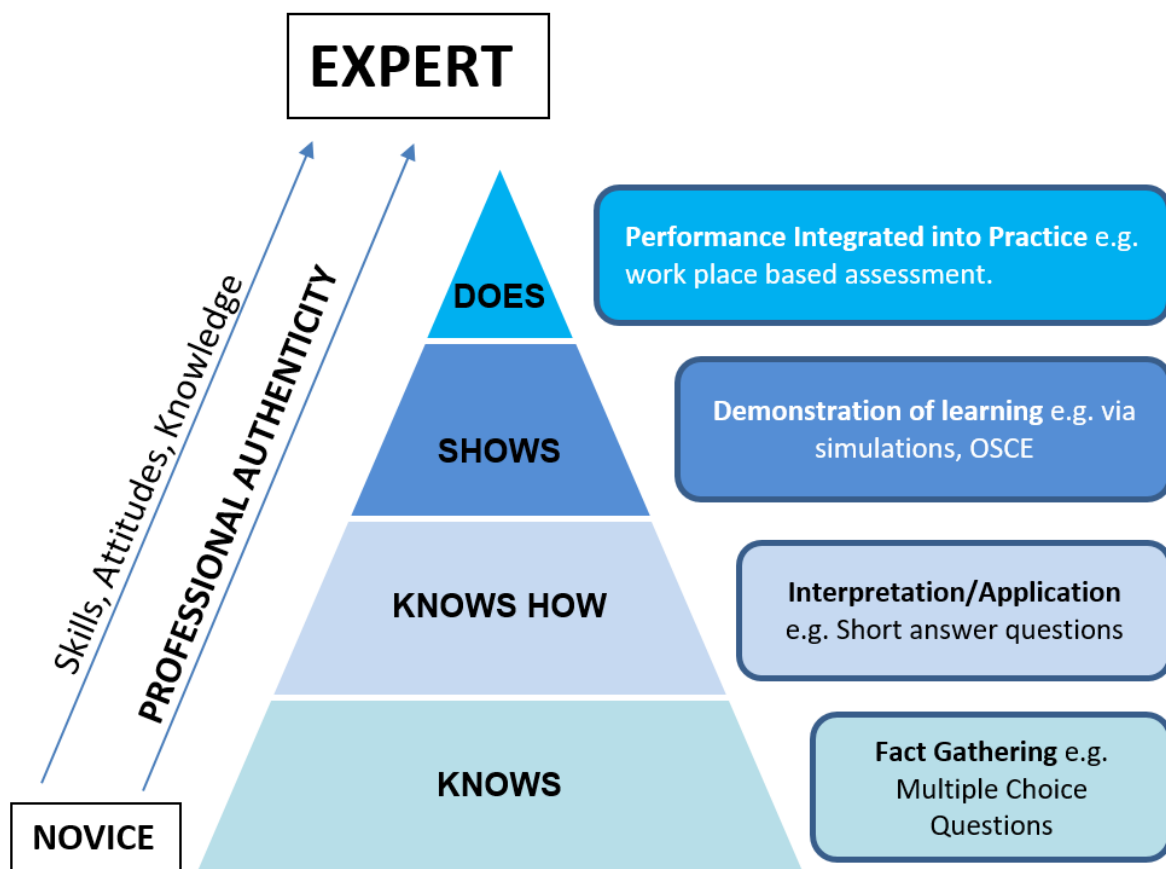 EXPERT
Skills, Attitudes, Knowledge
PROFESSIONAL AUTHENTICITY
NOVICE
DOES
Performance Integrated into Practice e.g.
work place based assessment.
SHOWS
Demonstration of learning e.g. via
simulations, OSCE
KNOWS HOW
Interpretation/Application
e.g. Short answer questions
KNOWS
Fact Gathering e.g.
Multiple Choice
Questions